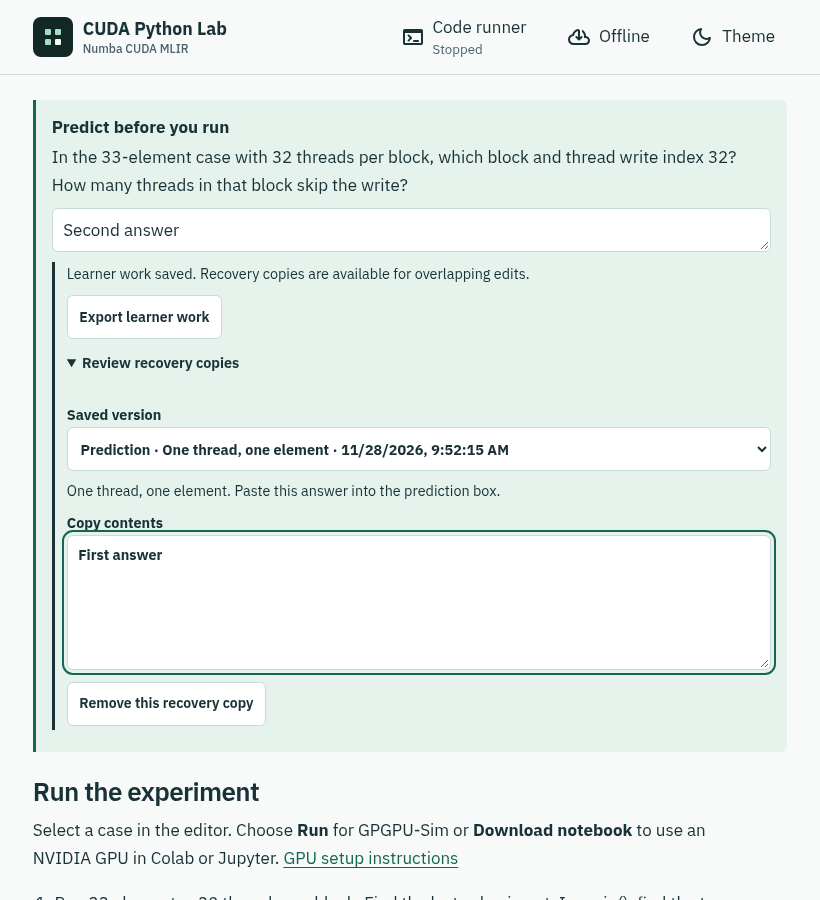 CUDA Python Lab
Numba CUDA MLIR
Code runner
Stopped
Offline
Theme
Predict before you run
In the 33-element case with 32 threads per block, which block and thread write index 32?
How many threads in that block skip the write?
Second answer
Learner work saved. Recovery copies are available for overlapping edits.
Export learner work
Review recovery copies
Saved version
Prediction · One thread, one element · 11/28/2026, 9:52:15 AM
One thread, one element. Paste this answer into the prediction box.
Copy contents
First answer
Remove this recovery copy
Run the experiment
Select a case in the editor. Choose Run for GPGPU-Sim or Download notebook to use an
NVIDIA GPU in Colab or Jupyter. GPU setup instructions